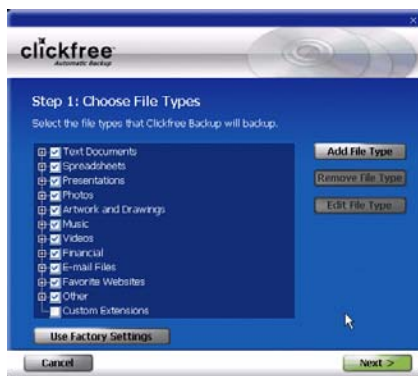 clickfree
Automatic Backup
Step 1: Choose File Types
Select the file types that Clickfree Backup will backup.
Text Documents
Spreadsheets
Presentations
Photos
Artwork and Drawings
Music
Videos
Financial
E-mail Files
Favorite Websites
Other
Custom Extensions
Add File Type
Remove File Type
Edit File Type
Use Factory Settings
Cancel
Next >